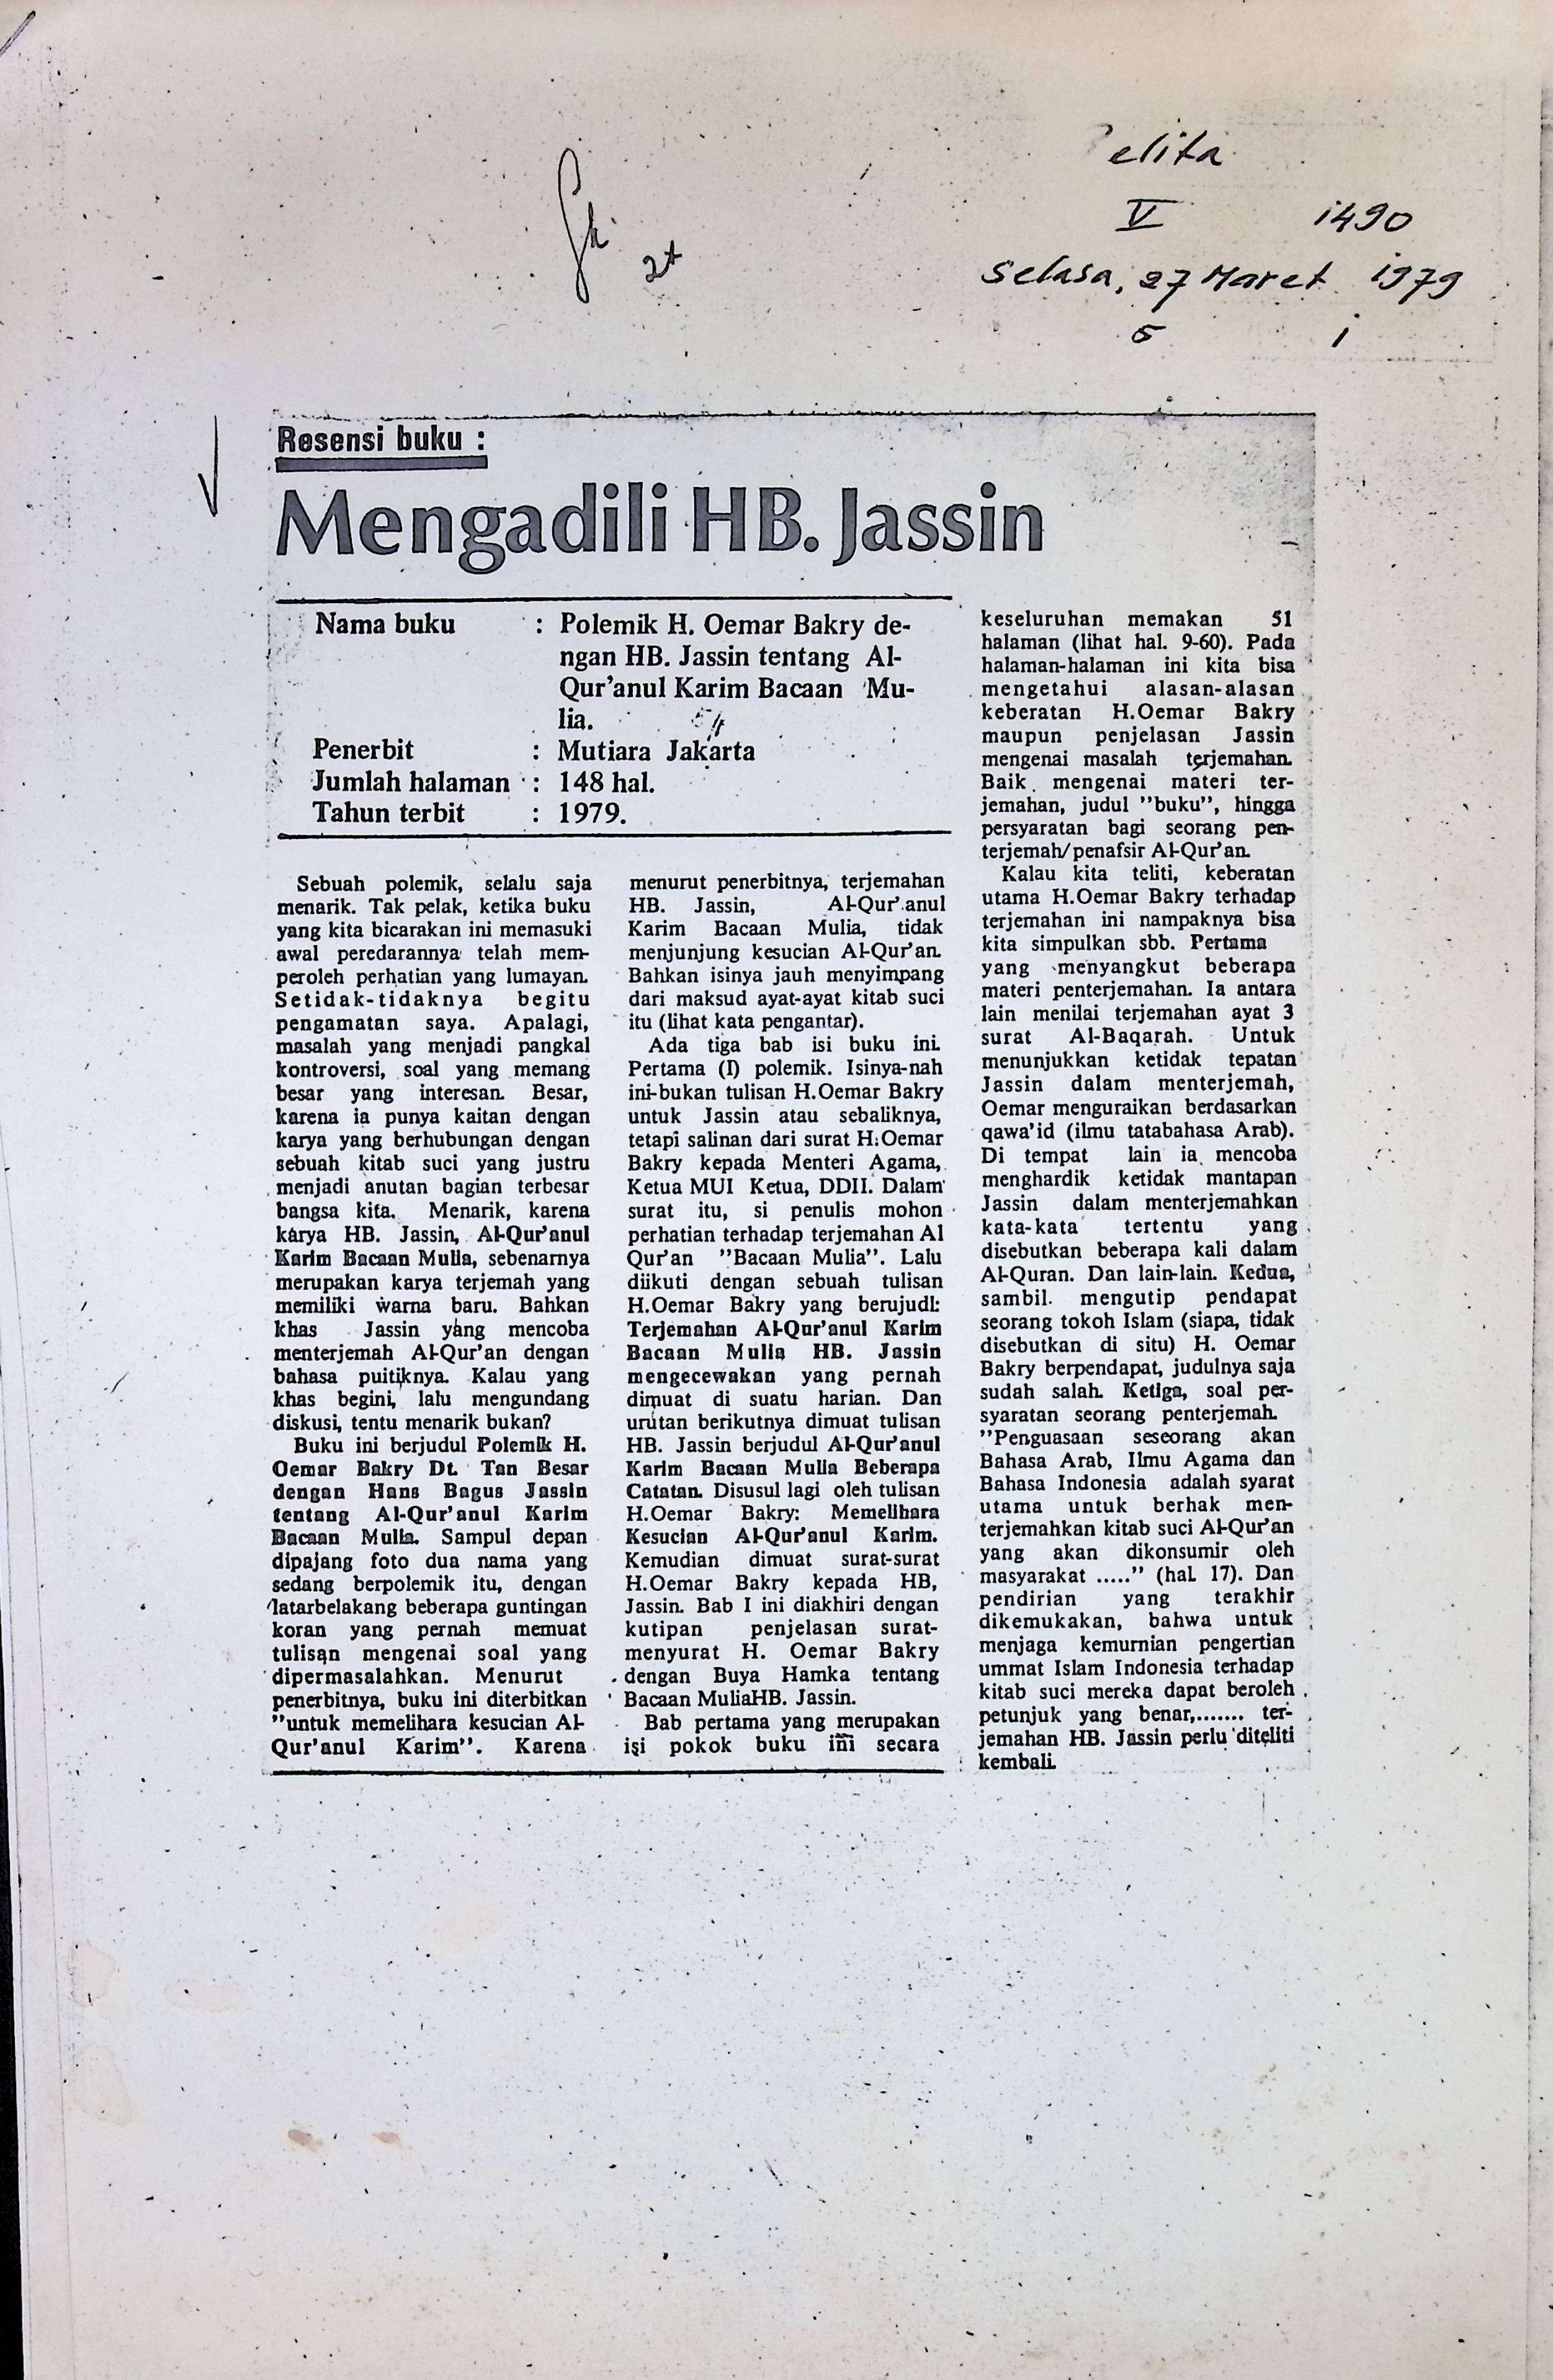 elita
V 1490
Selasa, 27 Maret 1979
5 1
2x
Resensi buku :
Mengadili HB. Jassin
Nama buku : Polemik H. Oemar Bakry de-
ngan HB. Jassin tentang Al-
Qur'anul Karim Bacaan Mu-
lia.
Penerbit : Mutiara Jakarta
Jumlah halaman : 148 hal.
Tahun terbit : 1979.
Sebuah polemik, selalu saja
menarik. Tak pelak, ketika buku
yang kita bicarakan ini memasuki
awal peredarannya telah mem-
peroleh perhatian yang lumayan.
Setidak-tidaknya begitu
pengamatan saya. Apalagi,
masalah yang menjadi pangkal
kontroversi, soal yang memang
besar yang interesan. Besar,
karena ia punya kaitan dengan
karya yang berhubungan dengan
sebuah kitab suci yang justru
menjadi anutan bagian terbesar
bangsa kita. Menarik, karena
karya HB. Jassin, Al-Qur'anul
Karim Bacaan Mulia, sebenarnya
merupakan karya terjemah yang
memiliki warna baru. Bahkan
khas Jassin yang mencoba
menterjemah Al-Qur'an dengan
bahasa puitiknya. Kalau yang
khas begini, lalu mengundang
diskusi, tentu menarik bukan?
Buku ini berjudul Polemik H.
Oemar Bakry Dt. Tan Besar
dengan Hans Bagus Jassin
tentang Al-Qur'anul Karim
Bacaan Mulia. Sampul depan
dipajang foto dua nama yang
sedang berpolemik itu, dengan
latarbelakang beberapa guntingan
koran yang pernah memuat
tulisan mengenai soal yang
dipermasalahkan. Menurut
penerbitnya, buku ini diterbitkan
"untuk memelihara kesucian Al-
Qur'anul Karim". Karena
menurut penerbitnya, terjemahan
HB. Jassin, Al-Qur'anul
Karim Bacaan Mulia, tidak
menjunjung kesucian Al-Qur'an.
Bahkan isinya jauh menyimpang
dari maksud ayat-ayat kitab suci
itu (lihat kata pengantar).
Ada tiga bab isi buku ini.
Pertama (I) polemik. Isinya-nah
ini-bukan tulisan H.Oemar Bakry
untuk Jassin atau sebaliknya,
tetapi salinan dari surat H.Oemar
Bakry kepada Menteri Agama,
Ketua MUI Ketua, DDII. Dalam
surat itu, si penulis mohon
perhatian terhadap terjemahan Al
Qur'an "Bacaan Mulia". Lalu
diikuti dengan sebuah tulisan
H.Oemar Bakry yang berujudl:
Terjemahan Al-Qur'anul Karim
Bacaan Mulia HB. Jassin
mengecewakan yang pernah
dimuat di suatu harian. Dan
urutan berikutnya dimuat tulisan
HB. Jassin berjudul Al-Qur'anul
Karim Bacaan Mulia Beberapa
Catatan. Disusul lagi oleh tulisan
H.Oemar Bakry: Memelihara
Kesucian Al-Qur'anul Karim.
Kemudian dimuat surat-surat
H.Oemar Bakry kepada HB,
Jassin. Bab I ini diakhiri dengan
kutipan penjelasan surat-
menyurat H. Oemar Bakry
dengan Buya Hamka tentang
Bacaan MuliaHB. Jassin.
Bab pertama yang merupakan
isi pokok buku ini secara
keseluruhan memakan 51
halaman (lihat hal. 9-60). Pada
halaman-halaman ini kita bisa
mengetahui alasan-alasan
keberatan H.Oemar Bakry
maupun penjelasan Jassin
mengenai masalah terjemahan.
Baik mengenai materi ter-
jemahan, judul "buku", hingga
persyaratan bagi seorang pen-
terjemah/penafsir Al-Qur'an.
Kalau kita teliti, keberatan
utama H.Oemar Bakry terhadap
terjemahan ini nampaknya bisa
kita simpulkan sbb. Pertama
yang menyangkut beberapa
materi penterjemahan. Ia antara
lain menilai terjemahan ayat 3
surat Al-Baqarah. Untuk
menunjukkan ketidak tepatan
Jassin dalam menterjemah,
Oemar menguraikan berdasarkan
qawa'id (ilmu tatabahasa Arab).
Di tempat lain ia mencoba
menghardik ketidak mantapan
Jassin dalam menterjemahkan
kata-kata tertentu yang
disebutkan beberapa kali dalam
Al-Quran. Dan lain-lain. Kedua,
sambil mengutip pendapat
seorang tokoh Islam (siapa, tidak
disebutkan di situ) H. Oemar
Bakry berpendapat, judulnya saja
sudah salah. Ketiga, soal per-
syaratan seorang penterjemah.
"Penguasaan seseorang akan
Bahasa Arab, Ilmu Agama dan
Bahasa Indonesia adalah syarat
utama untuk berhak men-
terjemahkan kitab suci Al-Qur'an
yang akan dikonsumir oleh
masyarakat ....." (hal. 17). Dan
pendirian yang terakhir
dikemukakan, bahwa untuk
menjaga kemurnian pengertian
ummat Islam Indonesia terhadap
kitab suci mereka dapat beroleh
petunjuk yang benar,....... ter-
jemahan HB. Jassin perlu diteliti
kembali.